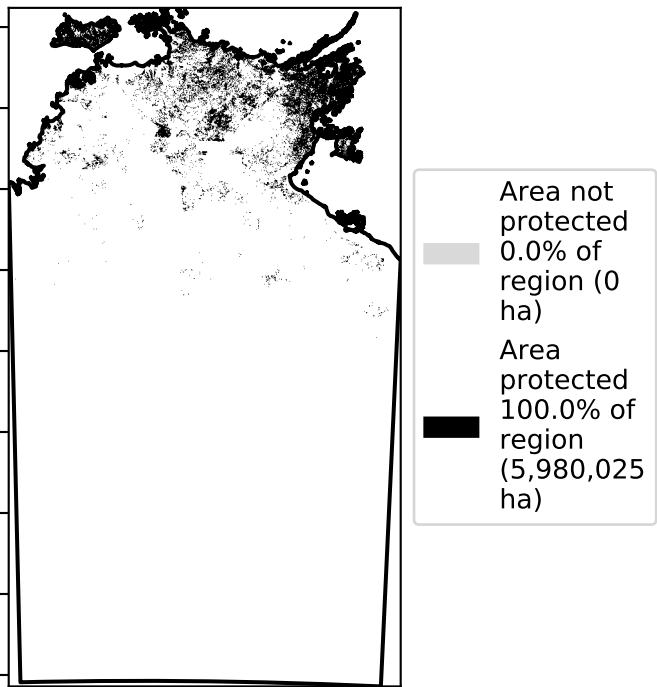 Area not
protected
0.0% of
region (0
ha)
Area
protected
100.0% of
region
(5,980,025
ha)